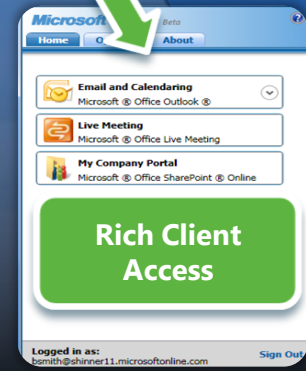 Microsoft Beta
Home O About
Email and Calendaring
Microsoft ® Office Outlook ®
Live Meeting
Microsoft ® Office Live Meeting
My Company Portal
Microsoft ® Office SharePoint ® Online
Rich Client
Access
Logged in as:
bsmith@shinner11.microsoftonline.com
Sign Out